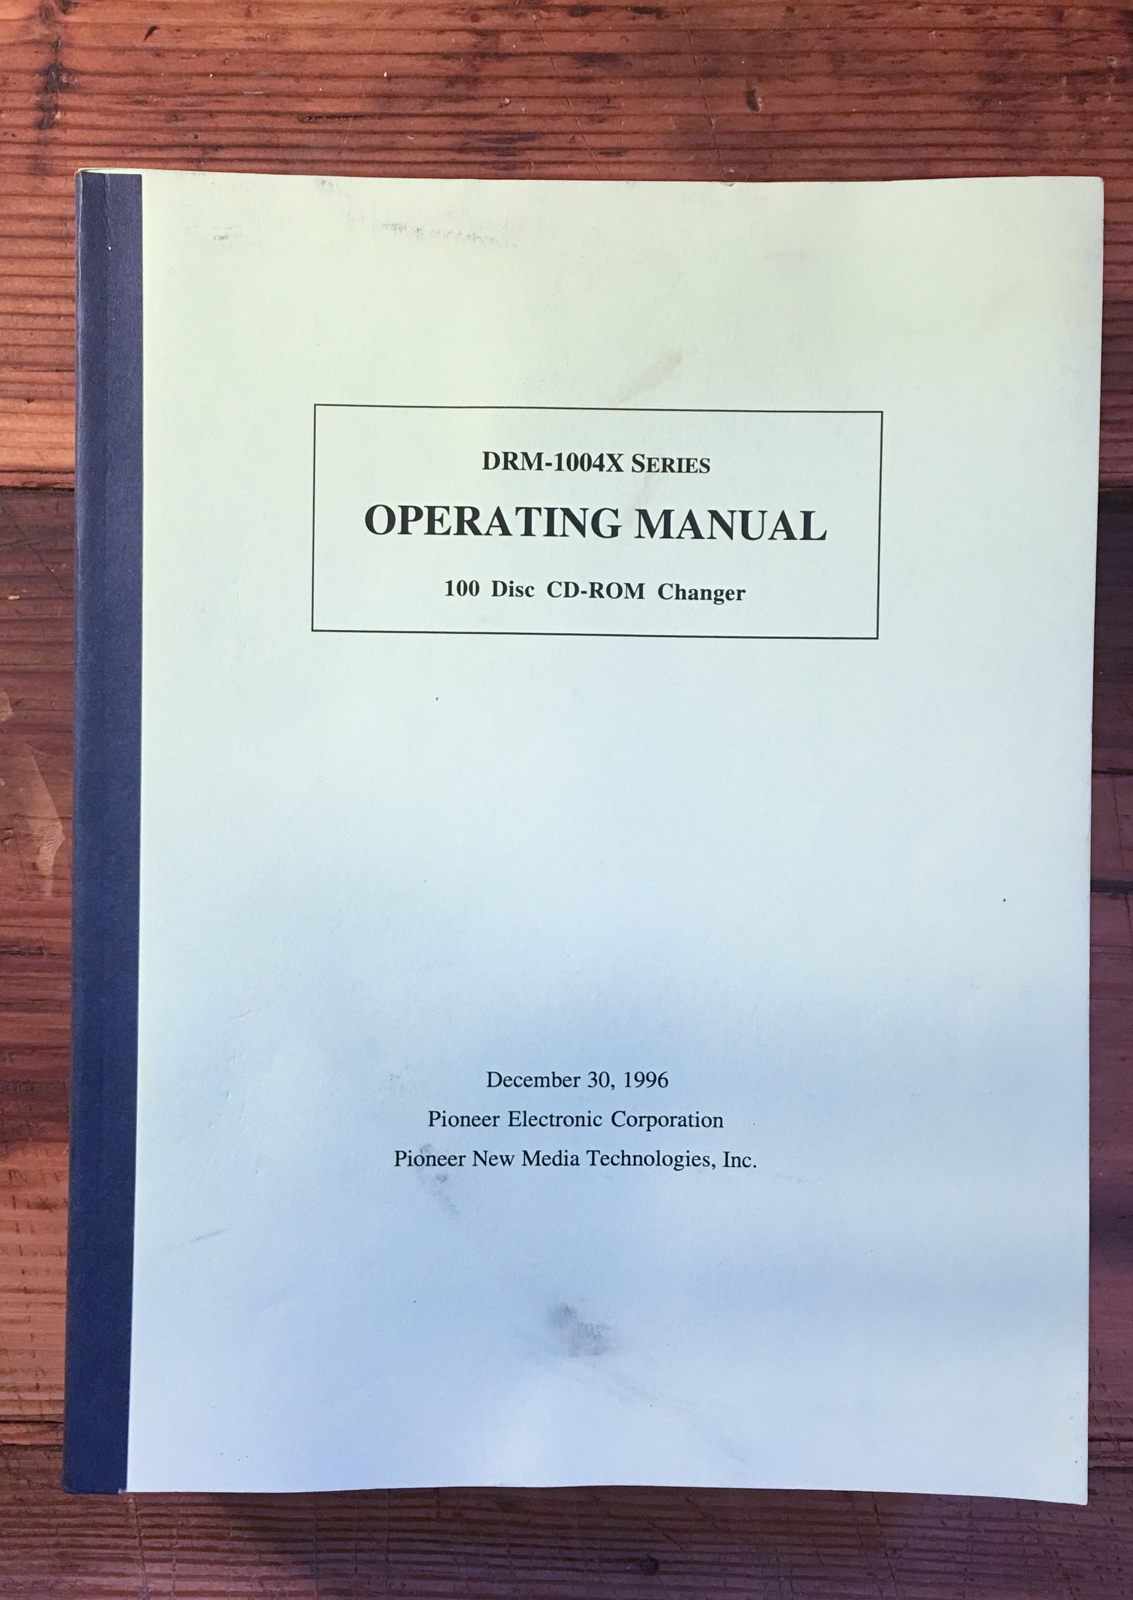 DRM-1004X SERIES
OPERATING MANUAL
100 Disc CD-ROM Changer
December 30, 1996
Pioneer Electronic Corporation
Pioneer New Media Technologies, Inc.